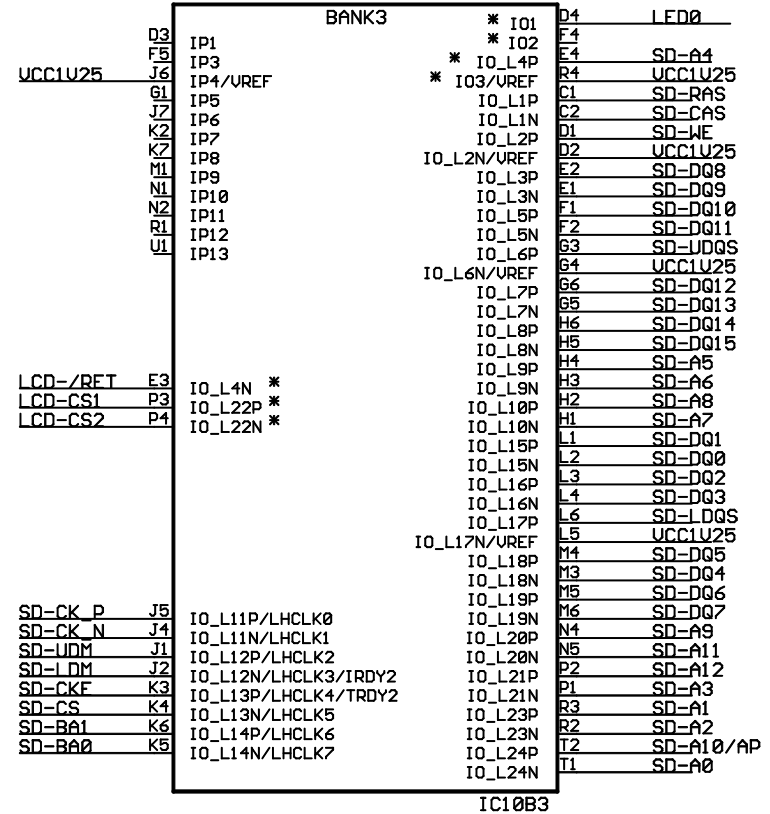 BANK3
D3 IP1
F5 IP3
VCC1V25 J6 IP4/VREF
G1 IP5
J7 IP6
K2 IP7
K7 IP8
M1 IP9
N1 IP10
N2 IP11
R1 IP12
U1 IP13
LCD-/RET E3 IO_L4N *
LCD-CS1 P3 IO_L22P *
LCD-CS2 P4 IO_L22N *
SD-CK_P J5 IO_L11P/LHCLK0
SD-CK_N J4 IO_L11N/LHCLK1
SD-UDM J1 IO_L12P/LHCLK2
SD-LDM J2 IO_L12N/LHCLK3/IRDY2
SD-CKE K3 IO_L13P/LHCLK4/TRDY2
SD-CS K4 IO_L13N/LHCLK5
SD-BA1 K6 IO_L14P/LHCLK6
SD-BA0 K5 IO_L14N/LHCLK7
* IO1 D4 LED0
* IO2 F4
* IO_L4P E4 SD-A4
* IO3/VREF R4 VCC1V25
IO_L1P C1 SD-RAS
IO_L1N C2 SD-CAS
IO_L2P D1 SD-WE
IO_L2N/VREF D2 VCC1V25
IO_L3P E2 SD-DQ8
IO_L3N E1 SD-DQ9
IO_L5P F1 SD-DQ10
IO_L5N F2 SD-DQ11
IO_L6P G3 SD-UDQS
IO_L6N/VREF G4 VCC1V25
IO_L7P G6 SD-DQ12
IO_L7N G5 SD-DQ13
IO_L8P H6 SD-DQ14
IO_L8N H5 SD-DQ15
IO_L9P H4 SD-A5
IO_L9N H3 SD-A6
IO_L10P H2 SD-A8
IO_L10N H1 SD-A7
IO_L15P L1 SD-DQ1
IO_L15N L2 SD-DQ0
IO_L16P L3 SD-DQ2
IO_L16N L4 SD-DQ3
IO_L17P L6 SD-LDQS
IO_L17N/VREF L5 VCC1V25
IO_L18P M4 SD-DQ5
IO_L18N M3 SD-DQ4
IO_L19P M5 SD-DQ6
IO_L19N M6 SD-DQ7
IO_L20P N4 SD-A9
IO_L20N N5 SD-A11
IO_L21P P2 SD-A12
IO_L21N P1 SD-A3
IO_L23P R3 SD-A1
IO_L23N R2 SD-A2
IO_L24P T2 SD-A10/AP
IO_L24N T1 SD-A0
IC10B3